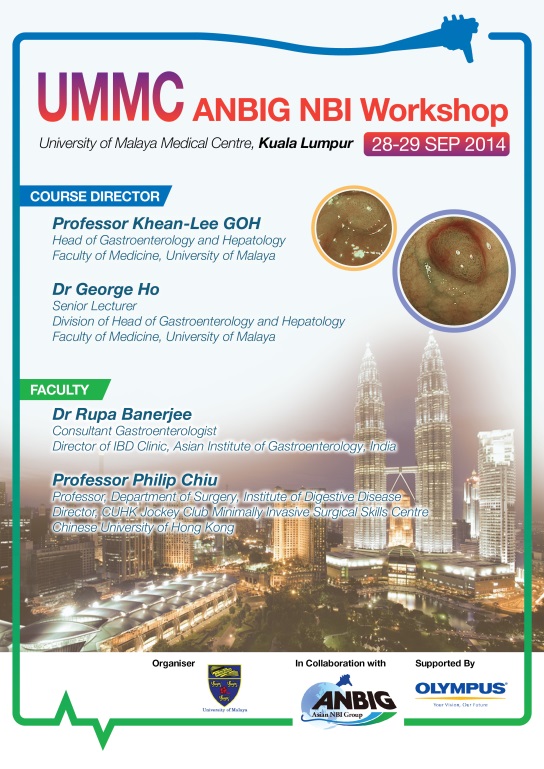 UMMC ANBIG NBI Workshop
University of Malaya Medical Centre, Kuala Lumpur 28-29 SEP 2014
COURSE DIRECTOR
Professor Khean-Lee GOH
Head of Gastroenterology and Hepatology
Faculty of Medicine, University of Malaya
Dr George Ho
Senior Lecturer
Division of Head of Gastroenterology and Hepatology
Faculty of Medicine, University of Malaya
FACULTY
Dr Rupa Banerjee
Consultant Gastroenterologist
Director of IBD Clinic, Asian Institute of Gastroenterology, India
Professor Philip Chiu
Professor, Department of Surgery, Institute of Digestive Disease
Director, CUHK Jockey Club Minimally Invasive Surgical Skills Centre
Chinese University of Hong Kong
Organiser
University of Malaya
In Collaboration with
ANBIG
Asian NBI Group
Supported By
OLYMPUS®
Your Vision, Our Future